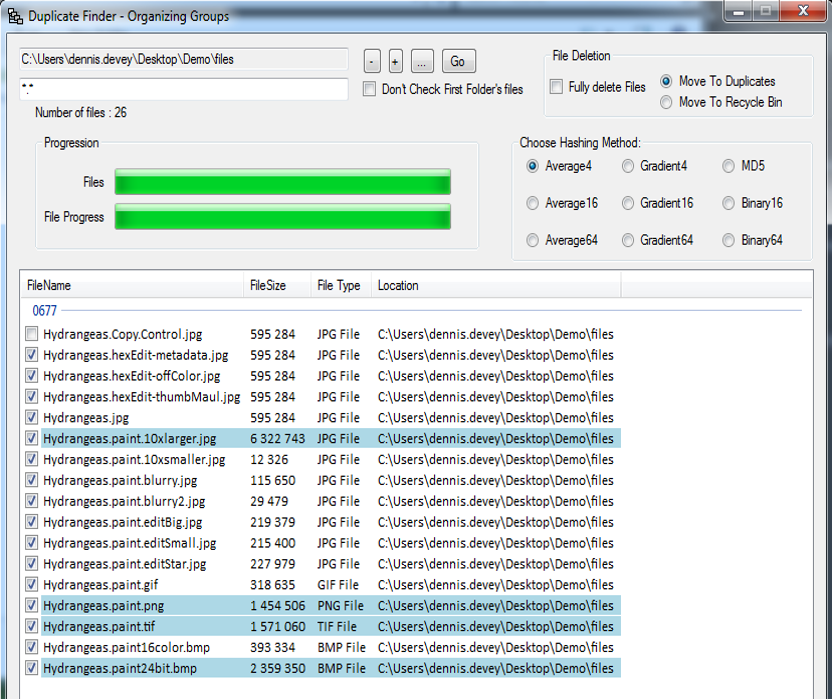 Duplicate Finder - Organizing Groups
C:\Users\dennis.devey\Desktop\Demo\files
- + ... Go
*.*
Don't Check First Folder's files
Number of files : 26
File Deletion
Fully delete Files
Move To Duplicates
Move To Recycle Bin
Progression
Files
File Progress
Choose Hashing Method:
Average4 Gradient4 MD5
Average16 Gradient16 Binary16
Average64 Gradient64 Binary64
FileName FileSize File Type Location
0677
Hydrangeas.Copy.Control.jpg 595 284 JPG File C:\Users\dennis.devey\Desktop\Demo\files
Hydrangeas.hexEdit-metadata.jpg 595 284 JPG File C:\Users\dennis.devey\Desktop\Demo\files
Hydrangeas.hexEdit-offColor.jpg 595 284 JPG File C:\Users\dennis.devey\Desktop\Demo\files
Hydrangeas.hexEdit-thumbMaul.jpg 595 284 JPG File C:\Users\dennis.devey\Desktop\Demo\files
Hydrangeas.jpg 595 284 JPG File C:\Users\dennis.devey\Desktop\Demo\files
Hydrangeas.paint.10xlarger.jpg 6 322 743 JPG File C:\Users\dennis.devey\Desktop\Demo\files
Hydrangeas.paint.10xsmaller.jpg 12 326 JPG File C:\Users\dennis.devey\Desktop\Demo\files
Hydrangeas.paint.blurry.jpg 115 650 JPG File C:\Users\dennis.devey\Desktop\Demo\files
Hydrangeas.paint.blurry2.jpg 29 479 JPG File C:\Users\dennis.devey\Desktop\Demo\files
Hydrangeas.paint.editBig.jpg 219 379 JPG File C:\Users\dennis.devey\Desktop\Demo\files
Hydrangeas.paint.editSmall.jpg 215 400 JPG File C:\Users\dennis.devey\Desktop\Demo\files
Hydrangeas.paint.editStar.jpg 227 979 JPG File C:\Users\dennis.devey\Desktop\Demo\files
Hydrangeas.paint.gif 318 635 GIF File C:\Users\dennis.devey\Desktop\Demo\files
Hydrangeas.paint.png 1 454 506 PNG File C:\Users\dennis.devey\Desktop\Demo\files
Hydrangeas.paint.tif 1 571 060 TIF File C:\Users\dennis.devey\Desktop\Demo\files
Hydrangeas.paint16color.bmp 393 334 BMP File C:\Users\dennis.devey\Desktop\Demo\files
Hydrangeas.paint24bit.bmp 2 359 350 BMP File C:\Users\dennis.devey\Desktop\Demo\files